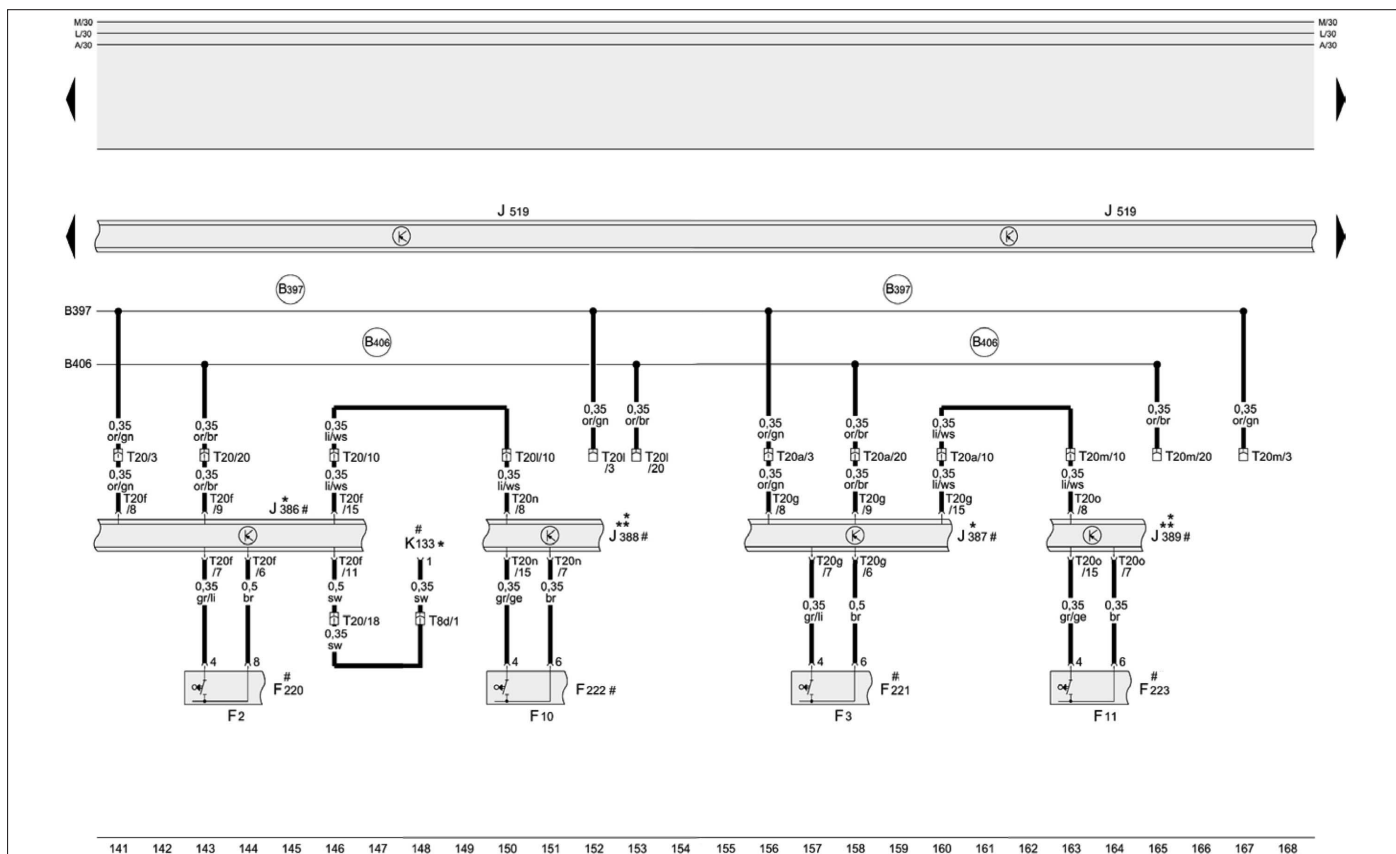 M/30 M/30
L/30 L/30
A/30 A/30
J 519 J 519
B397 B397
B397
B406 B406
B406
0,35 0,35 0,35 0,35 0,35 0,35 0,35 0,35 0,35 0,35
or/gn or/br li/ws or/gn or/br or/gn or/br li/ws or/br or/gn
T20/3 T20/20 T20/10 T20l/10 T20l T20l T20a/3 T20a/20 T20a/10 T20m/10 T20m/20 T20m/3
/3 /20
0,35 0,35 0,35 0,35 0,35 0,35 0,35 0,35
or/gn or/br li/ws li/ws or/gn or/br li/ws li/ws
T20f T20f T20f T20n T20g T20g T20g T20o
/8 /9 /15 /8 /8 /9 /15 /8
* * * *
** **
J 386 # J 388 # J 387 # J 389 #
#
K133 *
T20f T20f T20f 1 T20n T20n T20g T20g T20o T20o
/7 /6 /11 /15 /7 /7 /6 /15 /7
0,35 0,5 0,5 0,35 0,35 0,35 0,35 0,5 0,35 0,35
gr/li br sw sw gr/ge br gr/li br gr/ge br
T20/18 T8d/1
0,35
sw
4 8 4 6 4 6 4 6
# # #
F220 F222 # F221 F223
F2 F10 F3 F11
141 142 143 144 145 146 147 148 149 150 151 152 153 154 155 156 157 158 159 160 161 162 163 164 165 166 167 168